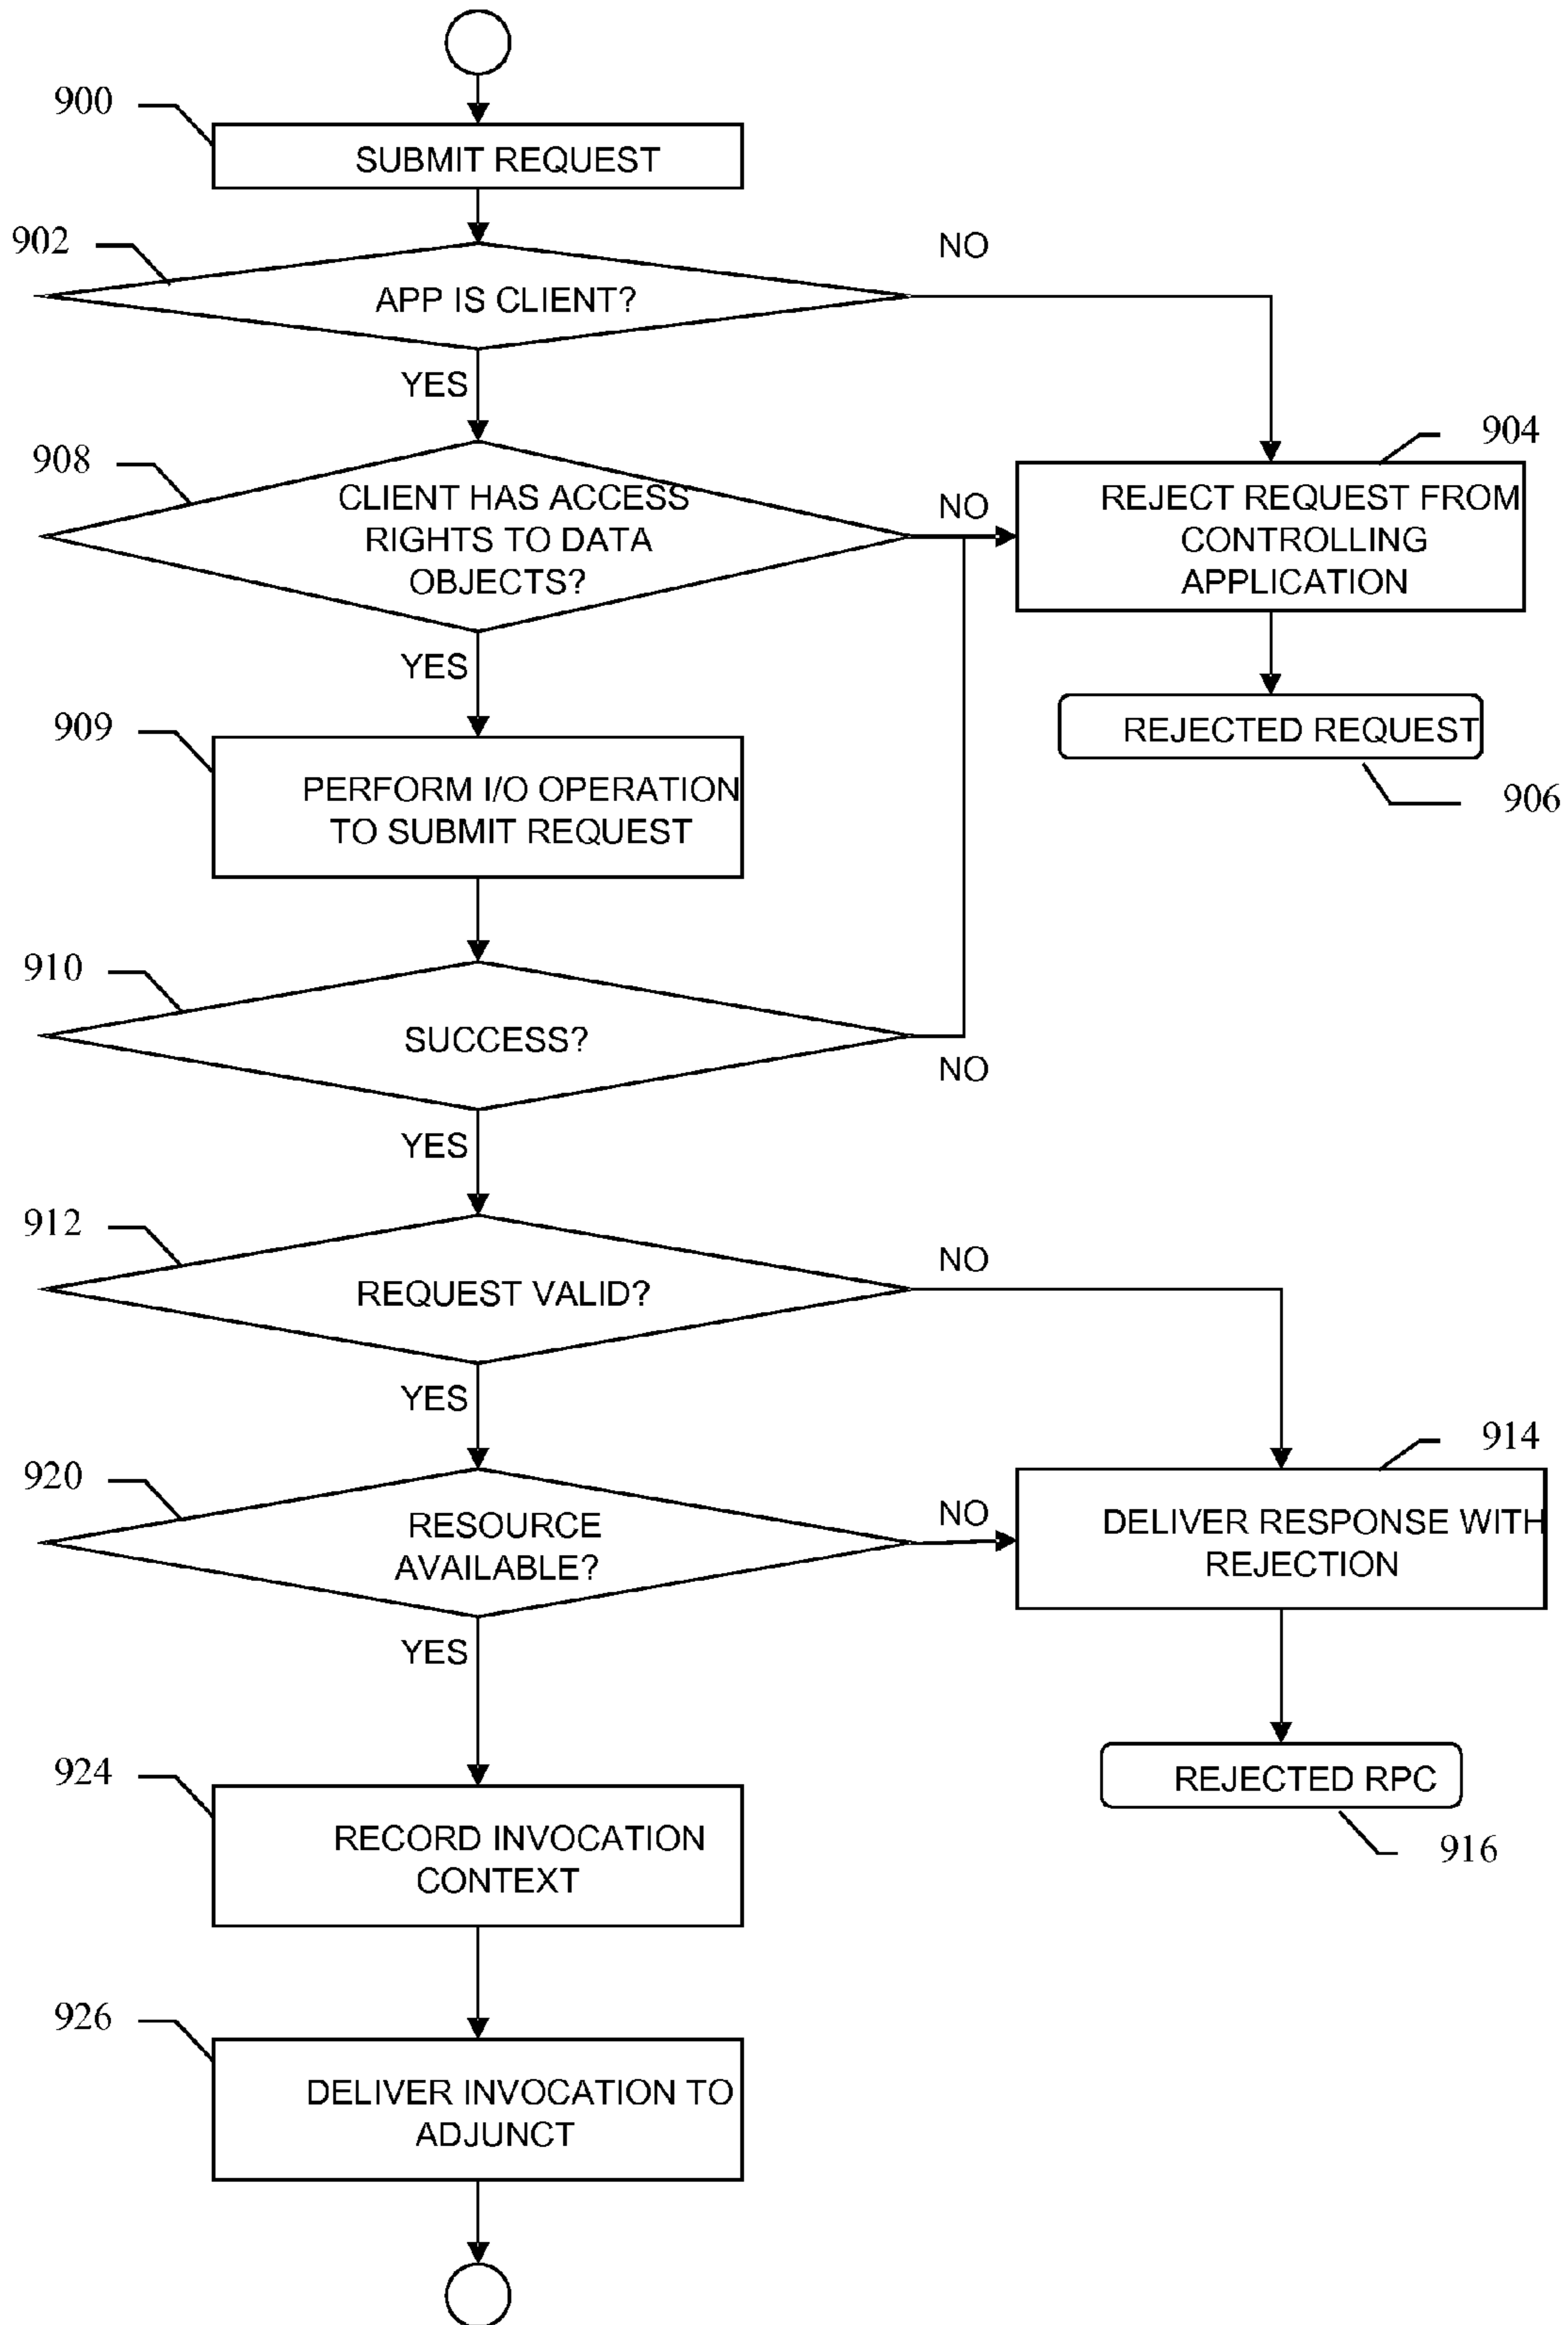 900
SUBMIT REQUEST
902
NO
APP IS CLIENT?
YES
904
908
CLIENT HAS ACCESS
RIGHTS TO DATA
OBJECTS?
NO
REJECT REQUEST FROM
CONTROLLING
APPLICATION
YES
909
REJECTED REQUEST
906
PERFORM I/O OPERATION
TO SUBMIT REQUEST
910
SUCCESS?
NO
YES
912
NO
REQUEST VALID?
YES
914
920
RESOURCE
AVAILABLE?
NO
DELIVER RESPONSE WITH
REJECTION
YES
924
REJECTED RPC
916
RECORD INVOCATION
CONTEXT
926
DELIVER INVOCATION TO
ADJUNCT